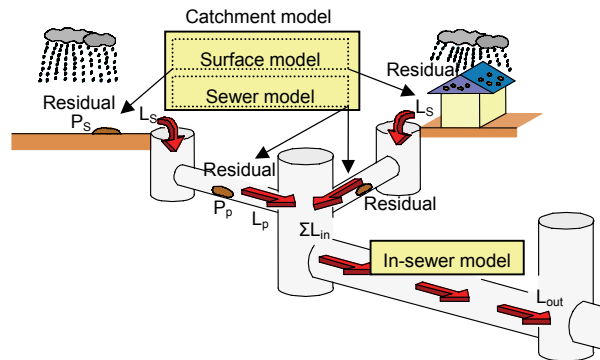 Catchment model
Surface model
Sewer model
Residual
P_S
L_S
Residual
L_S
Residual
P_p
L_p
Residual
ΣL_in
In-sewer model
L_out